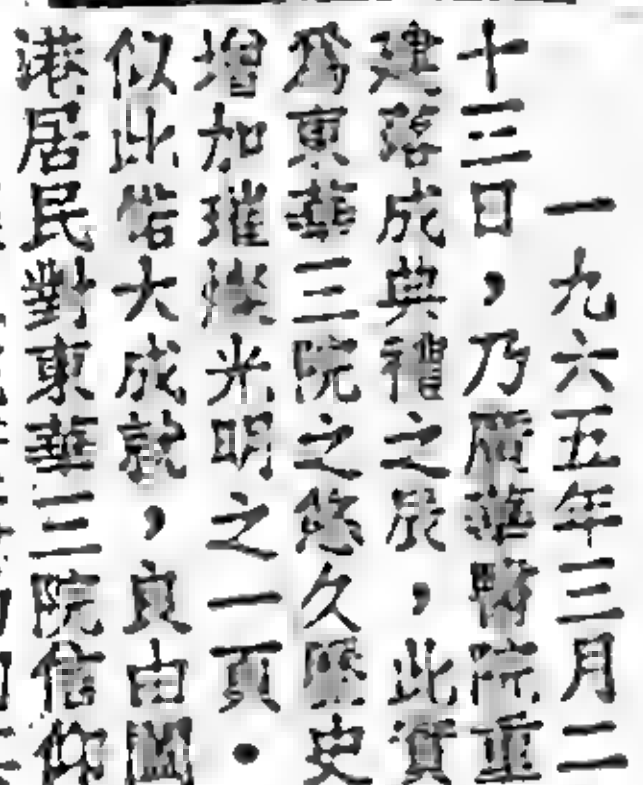 一九六五年三月二
十三日，乃廣華醫院重
建落成典禮之辰，此實
爲東華三院之悠久歷史
增加璀燦光明之一頁。
似此偌大成就，良由闔
港居民對東華三院信仰